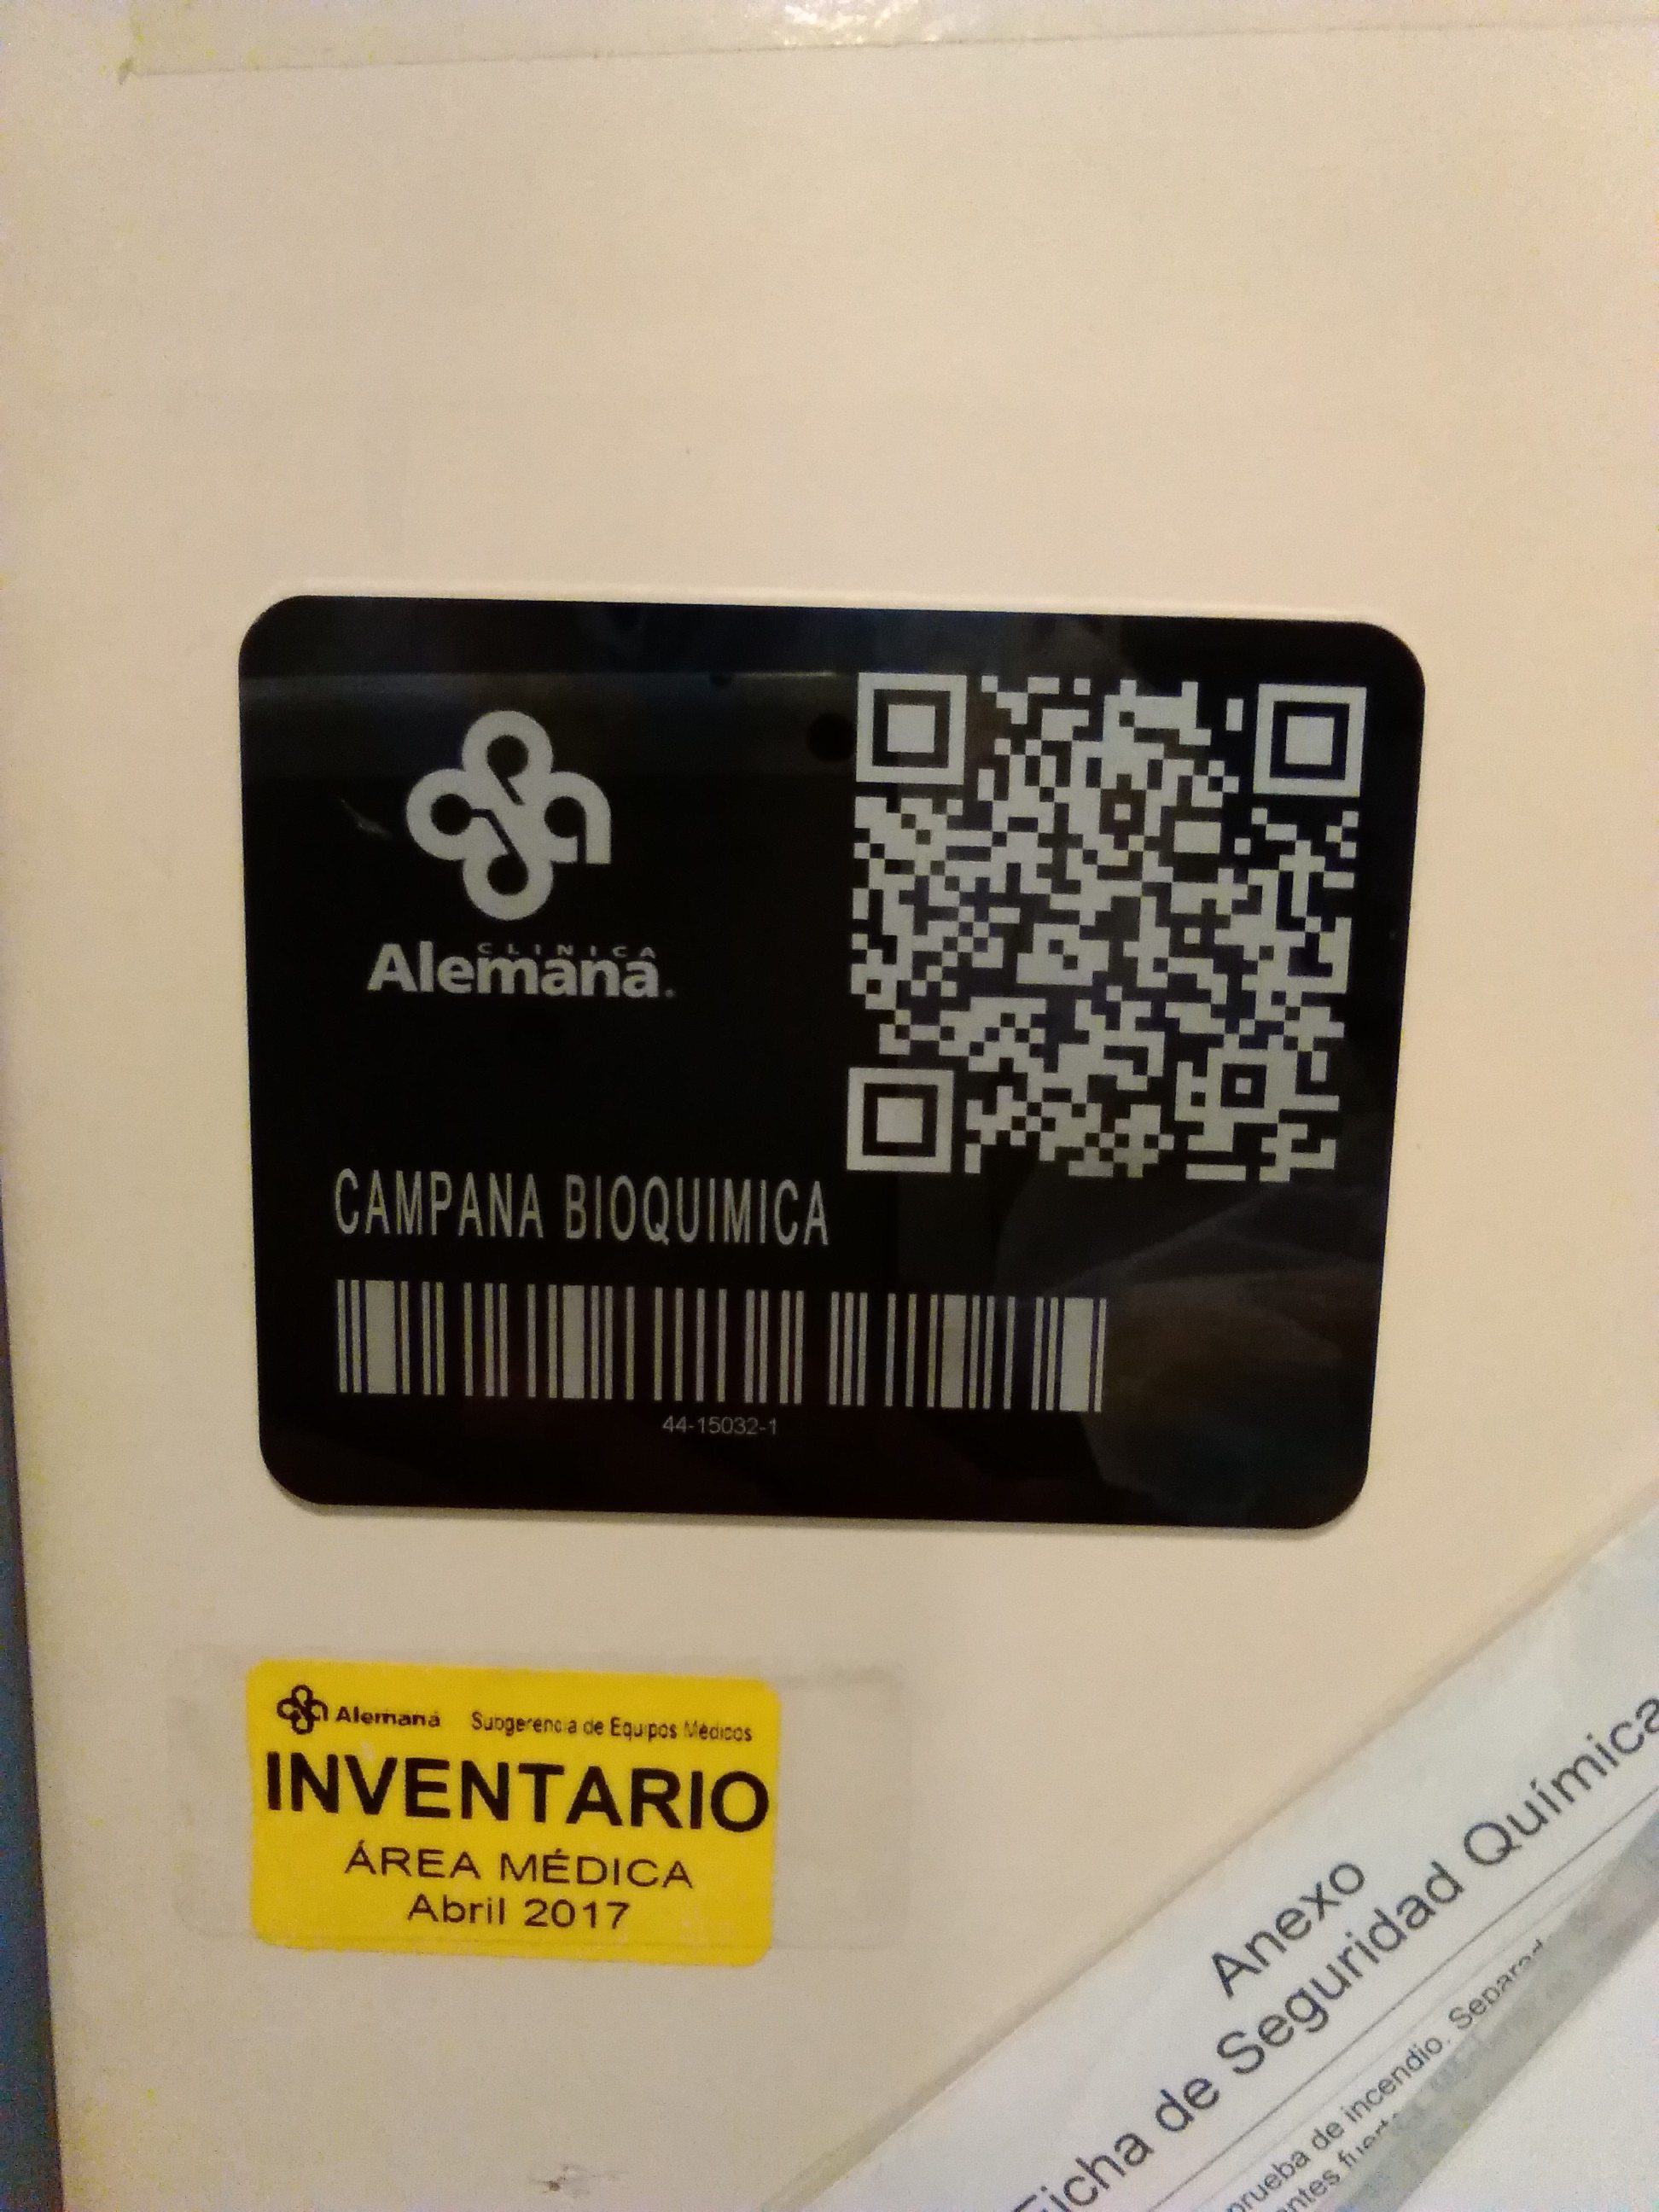 CLINICA
Alemana.
CAMPANA BIOQUIMICA
44-15032-1
Alemana Subgerencia de Equipos Médicos
INVENTARIO
ÁREA MÉDICA
Abril 2017
Anexo
Ficha de Seguridad Química
prueba de incendio.